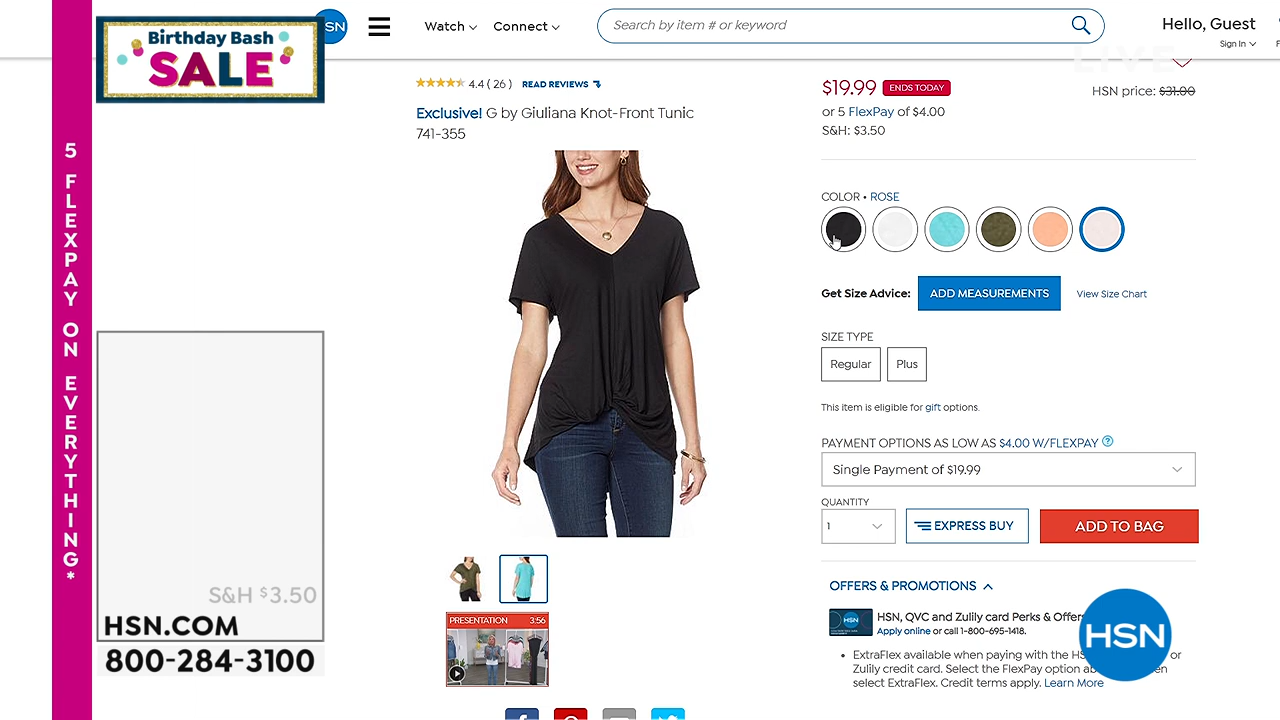 Birthday Bash
SALE
5 FLEXPAY ON EVERYTHING*
S&H $3.50
HSN.COM
800-284-3100
SN
Watch
Connect
Search by item # or keyword
Hello, Guest
Sign In
LIVE
4.4 ( 26 ) READ REVIEWS
Exclusive! G by Giuliana Knot-Front Tunic
741-355
PRESENTATION 3:56
$19.99 ENDS TODAY
HSN price: $31.00
or 5 FlexPay of $4.00
S&H: $3.50
COLOR • ROSE
Get Size Advice: ADD MEASUREMENTS View Size Chart
SIZE TYPE
Regular Plus
This item is eligible for gift options.
PAYMENT OPTIONS AS LOW AS $4.00 W/FLEXPAY ?
Single Payment of $19.99
QUANTITY
1 EXPRESS BUY ADD TO BAG
OFFERS & PROMOTIONS
HSN, QVC and Zulily card Perks & Offers
Apply online or call 1-800-695-1418.
• ExtraFlex available when paying with the HS or
Zulily credit card. Select the FlexPay option en
select ExtraFlex. Credit terms apply. Learn More
HSN